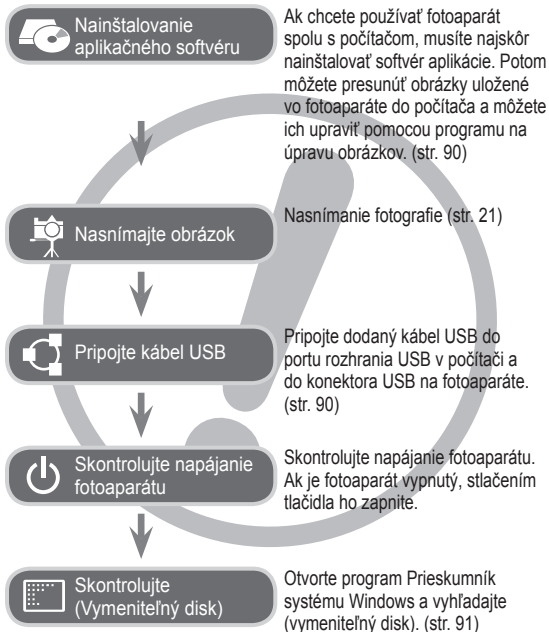 Nainštalovanie
aplikačného softvéru
Ak chcete používať fotoaparát
spolu s počítačom, musíte najskôr
nainštalovať softvér aplikácie. Potom
môžete presunúť obrázky uložené
vo fotoaparáte do počítača a môžete
ich upraviť pomocou programu na
úpravu obrázkov. (str. 90)
Nasnímajte obrázok
Nasnímanie fotografie (str. 21)
Pripojte kábel USB
Pripojte dodaný kábel USB do
portu rozhrania USB v počítači a
do konektora USB na fotoaparáte.
(str. 90)
Skontrolujte napájanie
fotoaparátu
Skontrolujte napájanie fotoaparátu.
Ak je fotoaparát vypnutý, stlačením
tlačidla ho zapnite.
Skontrolujte
(Vymeniteľný disk)
Otvorte program Prieskumník
systému Windows a vyhľadajte
(vymeniteľný disk). (str. 91)